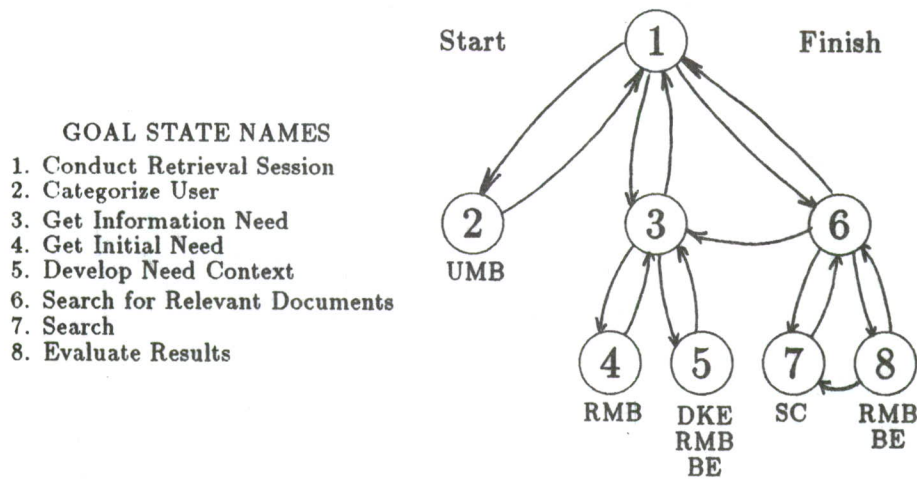 Start
1
Finish
GOAL STATE NAMES
1. Conduct Retrieval Session
2. Categorize User
3. Get Information Need
4. Get Initial Need
5. Develop Need Context
6. Search for Relevant Documents
7. Search
8. Evaluate Results
2
UMB
3
6
4
RMB
5
DKE
RMB
BE
7
SC
8
RMB
BE